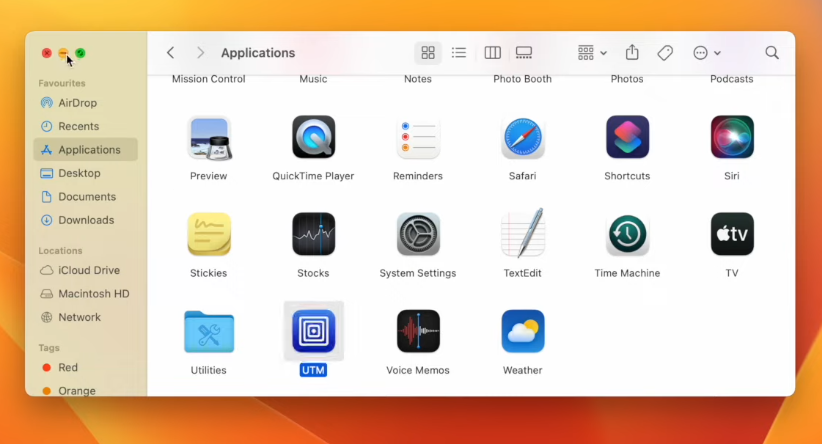 Applications
Favourites
AirDrop
Recents
Applications
Desktop
Documents
Downloads
Locations
iCloud Drive
Macintosh HD
Network
Tags
Red
Orange
Mission Control Music Notes Photo Booth Photos Podcasts
Preview QuickTime Player Reminders Safari Shortcuts Siri
tv
Stickies Stocks System Settings TextEdit Time Machine TV
Utilities UTM Voice Memos Weather